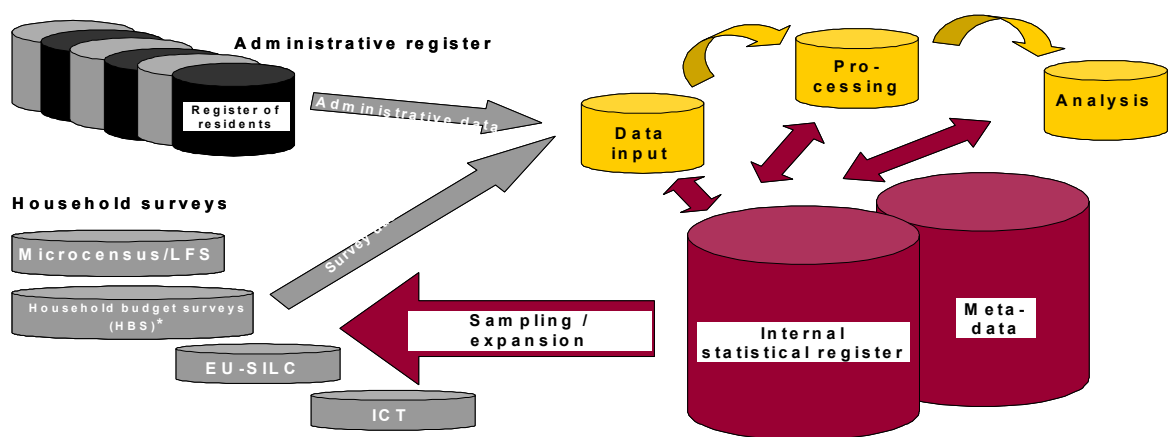 Administrative register
Register of
residents
Administrative data
Pro-
cessing
Analysis
Data
input
Household surveys
Survey
Microcensus/LFS
Household budget surveys
(HBS)*
EU-SILC
ICT
Sampling /
expansion
Internal
statistical register
Meta-
data